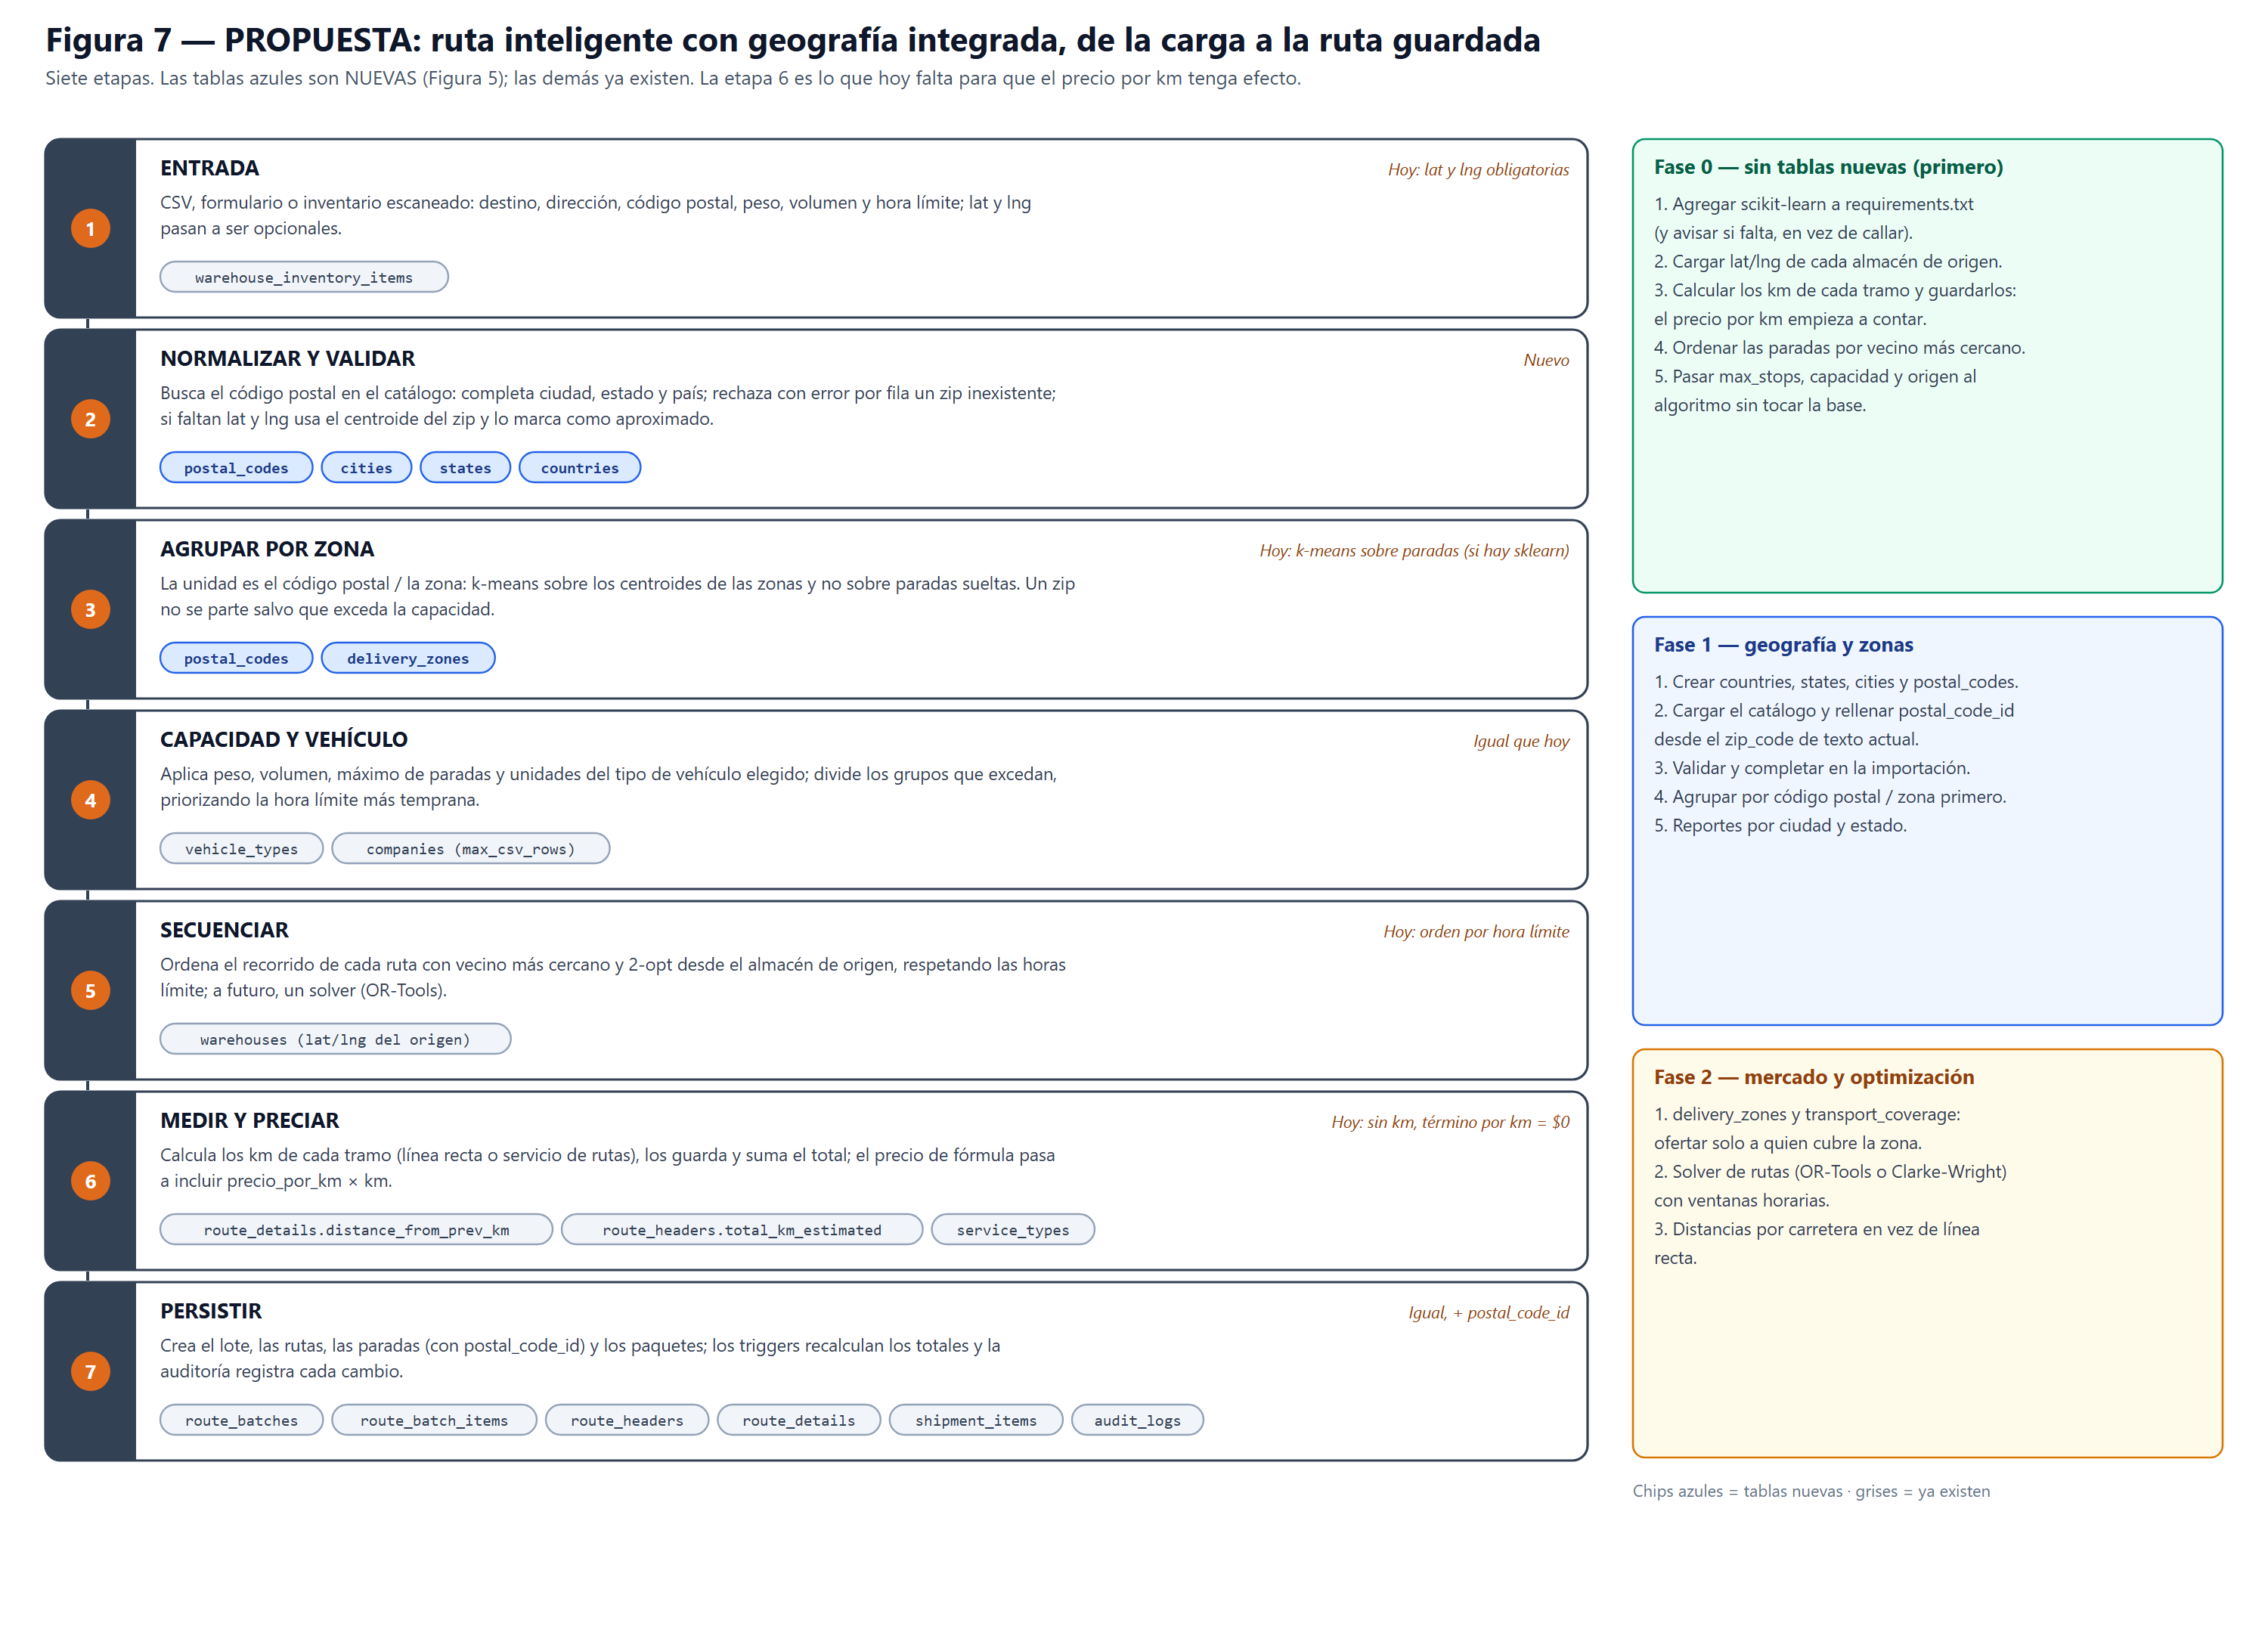 Figura 7 — PROPUESTA: ruta inteligente con geografía integrada, de la carga a la ruta guardada
Siete etapas. Las tablas azules son NUEVAS (Figura 5); las demás ya existen. La etapa 6 es lo que hoy falta para que el precio por km tenga efecto.
1
ENTRADA
Hoy: lat y lng obligatorias
CSV, formulario o inventario escaneado: destino, dirección, código postal, peso, volumen y hora límite; lat y lng
pasan a ser opcionales.
warehouse_inventory_items
2
NORMALIZAR Y VALIDAR
Nuevo
Busca el código postal en el catálogo: completa ciudad, estado y país; rechaza con error por fila un zip inexistente;
si faltan lat y lng usa el centroide del zip y lo marca como aproximado.
postal_codes
cities
states
countries
3
AGRUPAR POR ZONA
Hoy: k-means sobre paradas (si hay sklearn)
La unidad es el código postal / la zona: k-means sobre los centroides de las zonas y no sobre paradas sueltas. Un zip
no se parte salvo que exceda la capacidad.
postal_codes
delivery_zones
4
CAPACIDAD Y VEHÍCULO
Igual que hoy
Aplica peso, volumen, máximo de paradas y unidades del tipo de vehículo elegido; divide los grupos que excedan,
priorizando la hora límite más temprana.
vehicle_types
companies (max_csv_rows)
5
SECUENCIAR
Hoy: orden por hora límite
Ordena el recorrido de cada ruta con vecino más cercano y 2-opt desde el almacén de origen, respetando las horas
límite; a futuro, un solver (OR-Tools).
warehouses (lat/lng del origen)
6
MEDIR Y PRECIAR
Hoy: sin km, término por km = $0
Calcula los km de cada tramo (línea recta o servicio de rutas), los guarda y suma el total; el precio de fórmula pasa
a incluir precio_por_km × km.
route_details.distance_from_prev_km
route_headers.total_km_estimated
service_types
7
PERSISTIR
Igual, + postal_code_id
Crea el lote, las rutas, las paradas (con postal_code_id) y los paquetes; los triggers recalculan los totales y la
auditoría registra cada cambio.
route_batches
route_batch_items
route_headers
route_details
shipment_items
audit_logs
Fase 0 — sin tablas nuevas (primero)
1. Agregar scikit-learn a requirements.txt
(y avisar si falta, en vez de callar).
2. Cargar lat/lng de cada almacén de origen.
3. Calcular los km de cada tramo y guardarlos:
el precio por km empieza a contar.
4. Ordenar las paradas por vecino más cercano.
5. Pasar max_stops, capacidad y origen al
algoritmo sin tocar la base.
Fase 1 — geografía y zonas
1. Crear countries, states, cities y postal_codes.
2. Cargar el catálogo y rellenar postal_code_id
desde el zip_code de texto actual.
3. Validar y completar en la importación.
4. Agrupar por código postal / zona primero.
5. Reportes por ciudad y estado.
Fase 2 — mercado y optimización
1. delivery_zones y transport_coverage:
ofertar solo a quien cubre la zona.
2. Solver de rutas (OR-Tools o Clarke-Wright)
con ventanas horarias.
3. Distancias por carretera en vez de línea
recta.
Chips azules = tablas nuevas · grises = ya existen